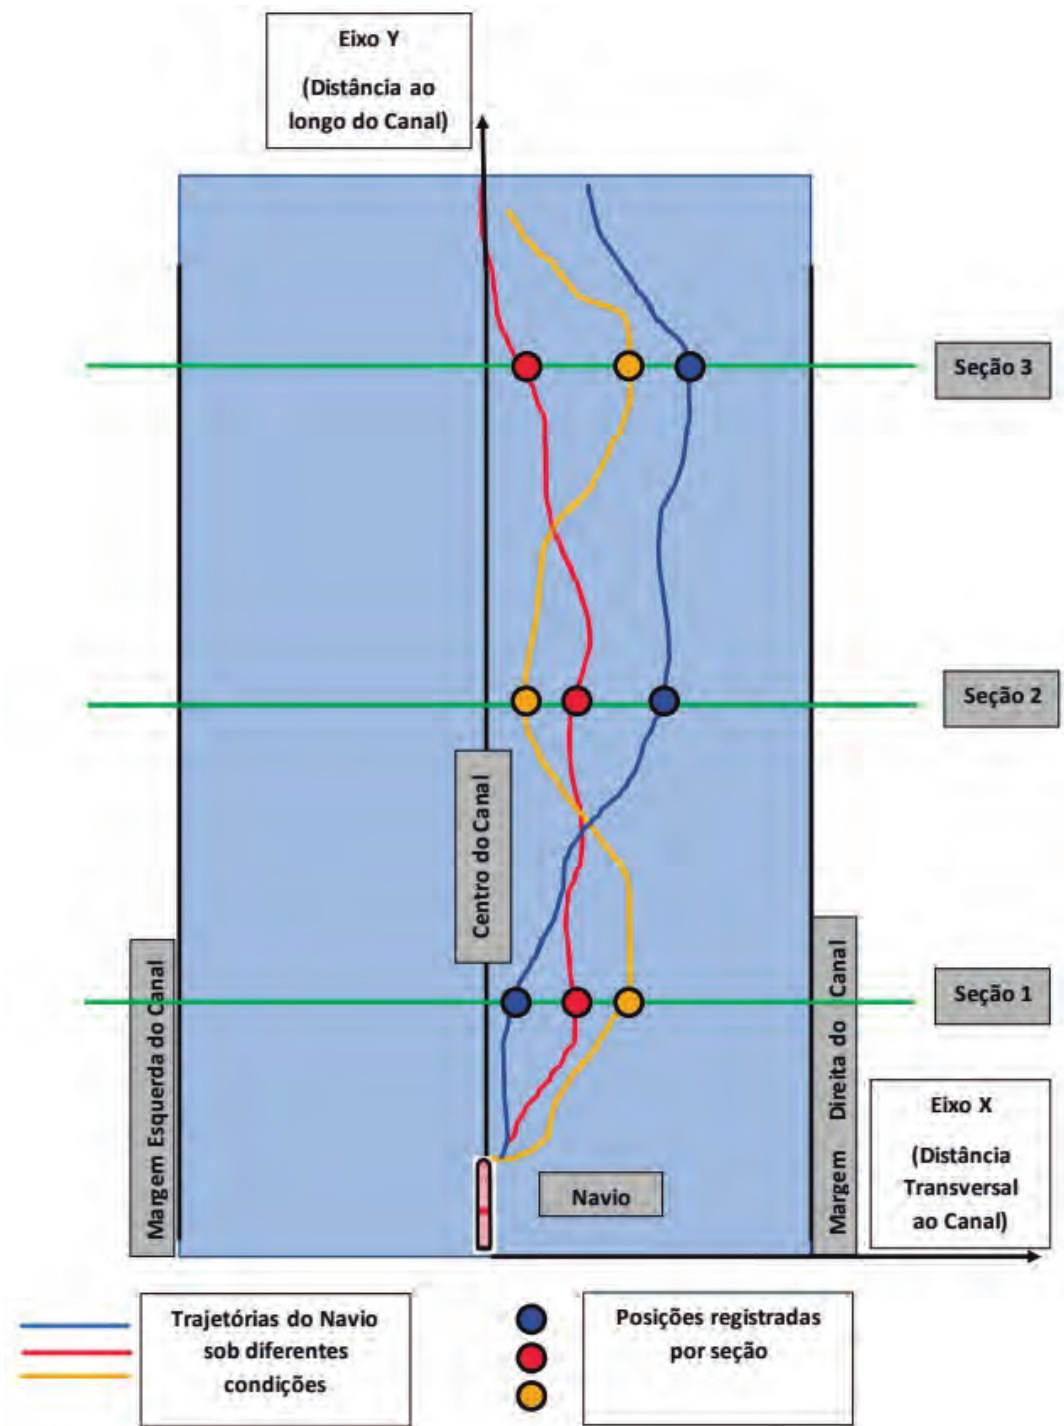 Eixo Y
(Distância ao
longo do Canal)
Seção 3
Seção 2
Centro do Canal
Seção 1
Margem Esquerda do Canal
Margem Direita do Canal
Eixo X
(Distância
Transversal
ao Canal)
Navio
Trajetórias do Navio
sob diferentes
condições
Posições registradas
por seção